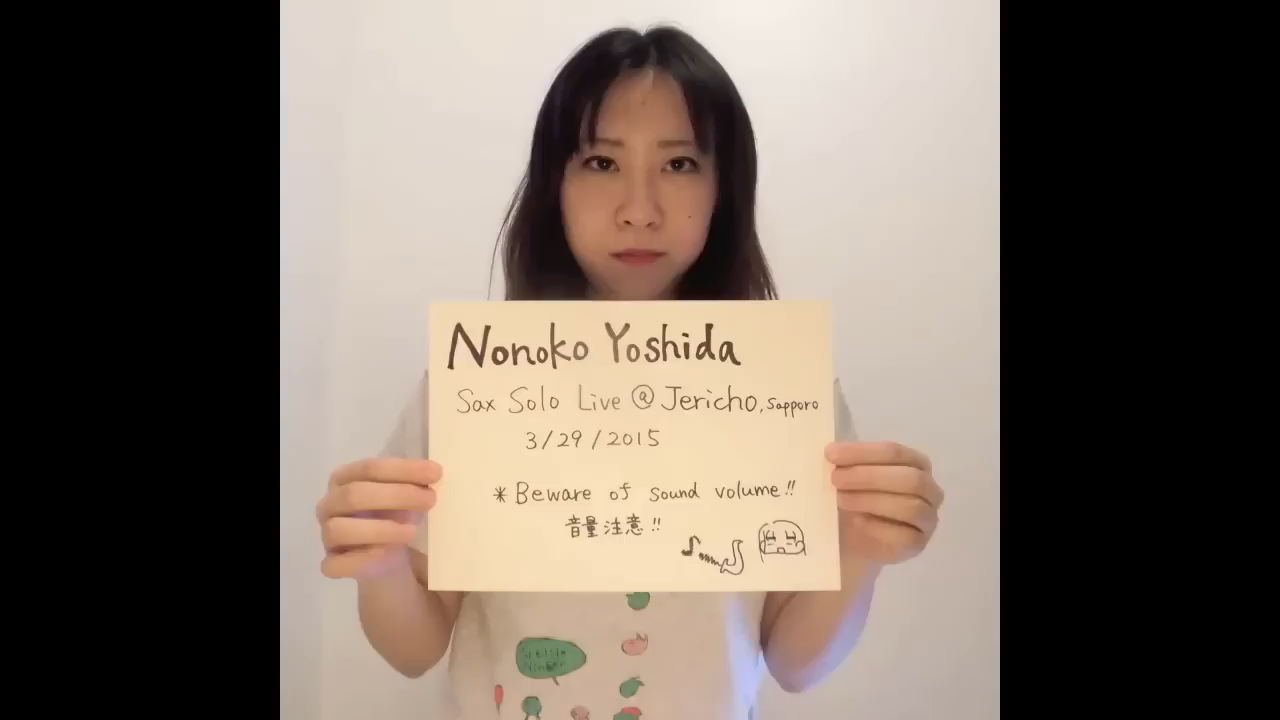 Nonoko Yoshida
Sax Solo Live @ Jericho, Sapporo
3/29/2015
*Beware of sound volume!!
音量注意!!